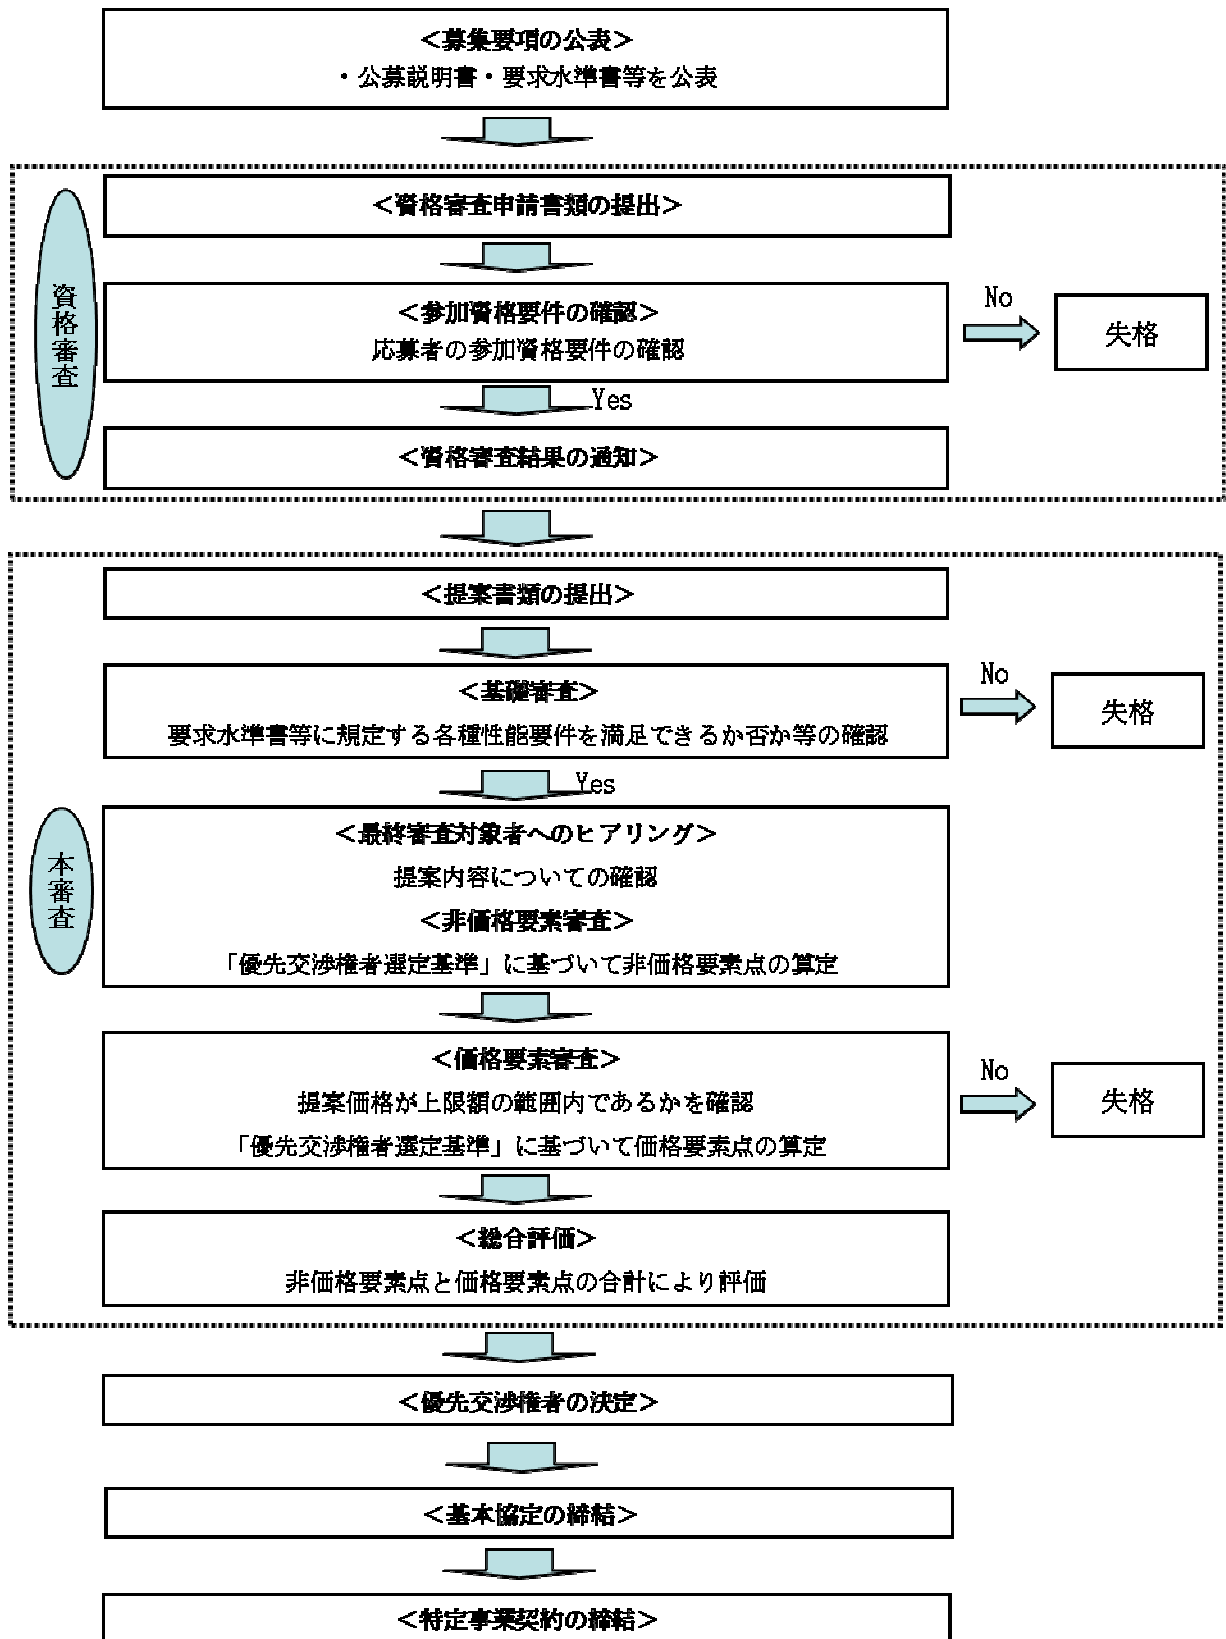 ＜募集要項の公表＞
・公募説明書・要求水準書等を公表
資格審査
＜資格審査申請書類の提出＞
＜参加資格要件の確認＞
応募者の参加資格要件の確認
No
失格
Yes
＜資格審査結果の通知＞
本審査
＜提案書類の提出＞
＜基礎審査＞
要求水準書等に規定する各種性能要件を満足できるか否か等の確認
No
失格
Yes
＜最終審査対象者へのヒアリング＞
提案内容についての確認
＜非価格要素審査＞
「優先交渉権者選定基準」に基づいて非価格要素点の算定
＜価格要素審査＞
提案価格が上限額の範囲内であるかを確認
「優先交渉権者選定基準」に基づいて価格要素点の算定
No
失格
＜総合評価＞
非価格要素点と価格要素点の合計により評価
＜優先交渉権者の決定＞
＜基本協定の締結＞
＜特定事業契約の締結＞